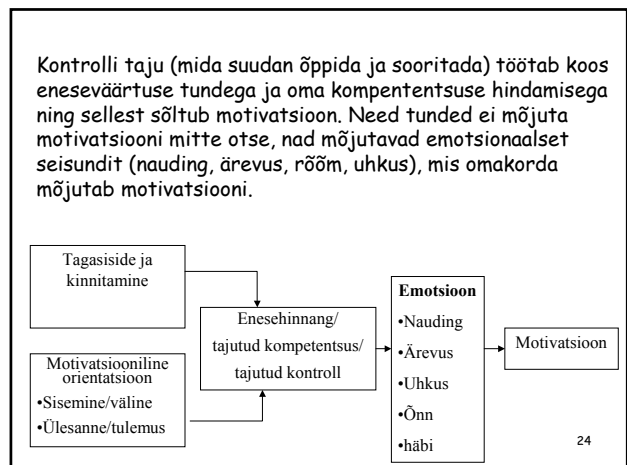 Kontrolli taju (mida suudan õppida ja sooritada) töötab koos
eneseväärtuse tundega ja oma kompententsuse hindamisega
ning sellest sõltub motivatsioon. Need tunded ei mõjuta
motivatsiooni mitte otse, nad mõjutavad emotsionaalset
seisundit (nauding, ärevus, rõõm, uhkus), mis omakorda
mõjutab motivatsiooni.
Tagasiside ja
kinnitamine
Motivatsiooniline
orientatsioon
•Sisemine/väline
•Ülesanne/tulemus
Enesehinnang/
tajutud kompetentsus/
tajutud kontroll
Emotsioon
•Nauding
•Ärevus
•Uhkus
•Õnn
•häbi
Motivatsioon
24